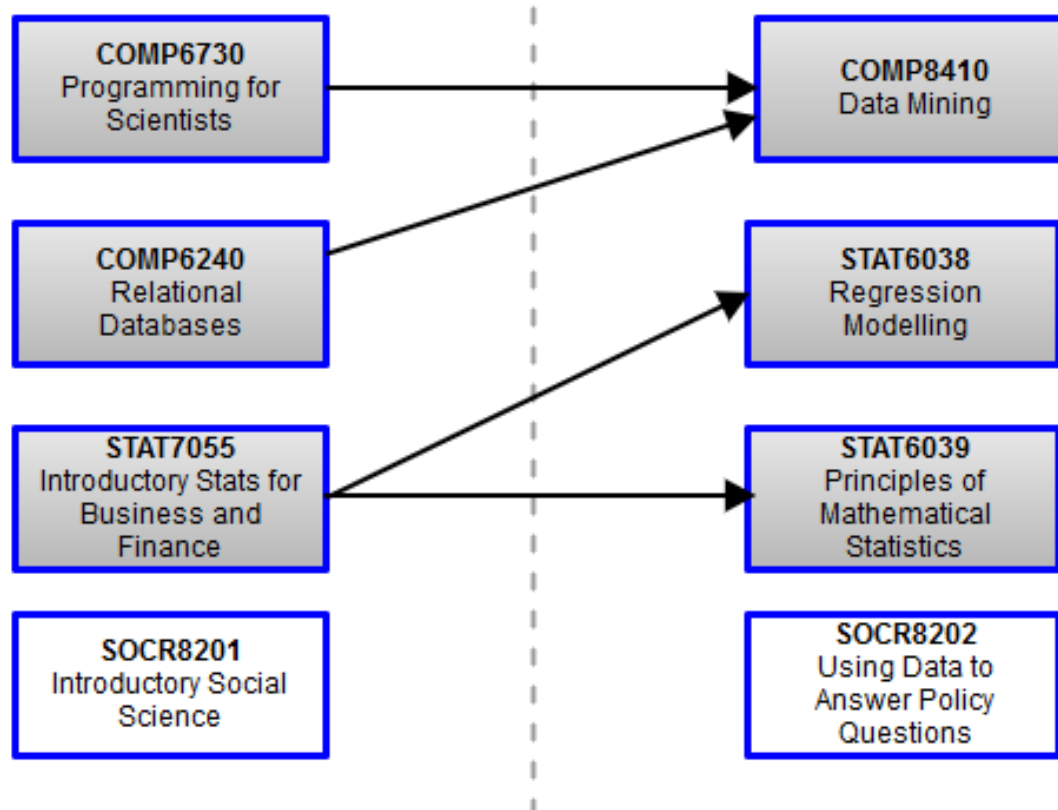 COMP6730
Programming for
Scientists
COMP8410
Data Mining
COMP6240
Relational
Databases
STAT6038
Regression
Modelling
STAT7055
Introductory Stats for
Business and
Finance
STAT6039
Principles of
Mathematical
Statistics
SOCR8201
Introductory Social
Science
SOCR8202
Using Data to
Answer Policy
Questions